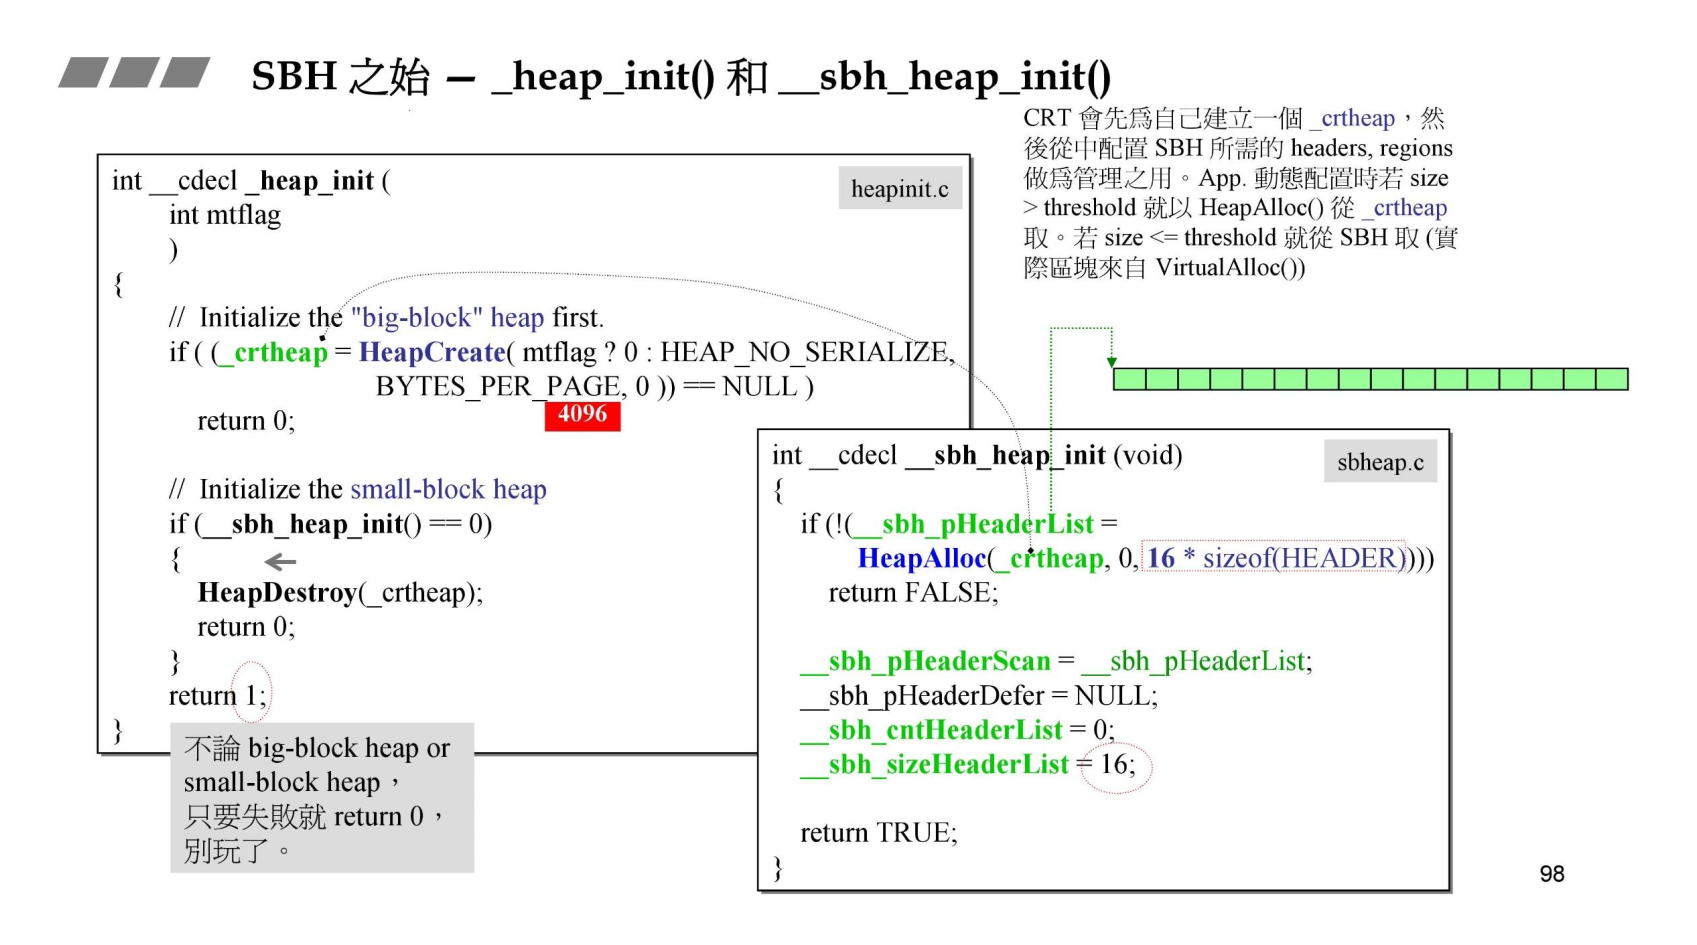 SBH 之始 — _heap_init() 和 __sbh_heap_init()
CRT 會先為自己建立一個 _crtheap，然
後從中配置 SBH 所需的 headers, regions
做為管理之用。App. 動態配置時若 size
> threshold 就以 HeapAlloc() 從 _crtheap
取。若 size <= threshold 就從 SBH 取 (實
際區塊來自 VirtualAlloc())
heapinit.c
int __cdecl _heap_init (
int mtflag
)
{
// Initialize the "big-block" heap first.
if ( (_crtheap = HeapCreate( mtflag ? 0 : HEAP_NO_SERIALIZE,
BYTES_PER_PAGE, 0 )) == NULL )
4096
return 0;
// Initialize the small-block heap
if (__sbh_heap_init() == 0)
{
HeapDestroy(_crtheap);
return 0;
}
return 1;
}
不論 big-block heap or
small-block heap，
只要失敗就 return 0，
別玩了。
sbheap.c
int __cdecl __sbh_heap_init (void)
{
if (!(__sbh_pHeaderList =
HeapAlloc(_crtheap, 0, 16 * sizeof(HEADER))))
return FALSE;
__sbh_pHeaderScan = __sbh_pHeaderList;
__sbh_pHeaderDefer = NULL;
__sbh_cntHeaderList = 0;
__sbh_sizeHeaderList = 16;
return TRUE;
}
98